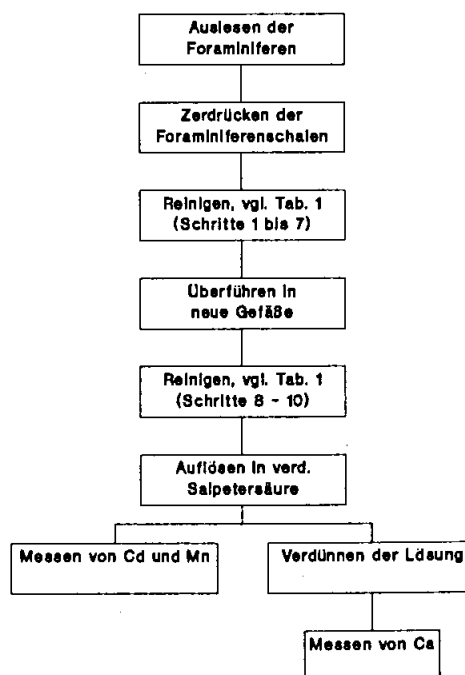 Auslesen der
Foraminiferen
Zerdrücken der
Foraminiferenschalen
Reinigen, vgl. Tab. 1
(Schritte 1 bis 7)
Überführen in
neue Gefäße
Reinigen, vgl. Tab. 1
(Schritte 8 - 10)
Auflösen in verd.
Salpetersäure
Messen von Cd und Mn
Verdünnen der Lösung
Messen von Ca